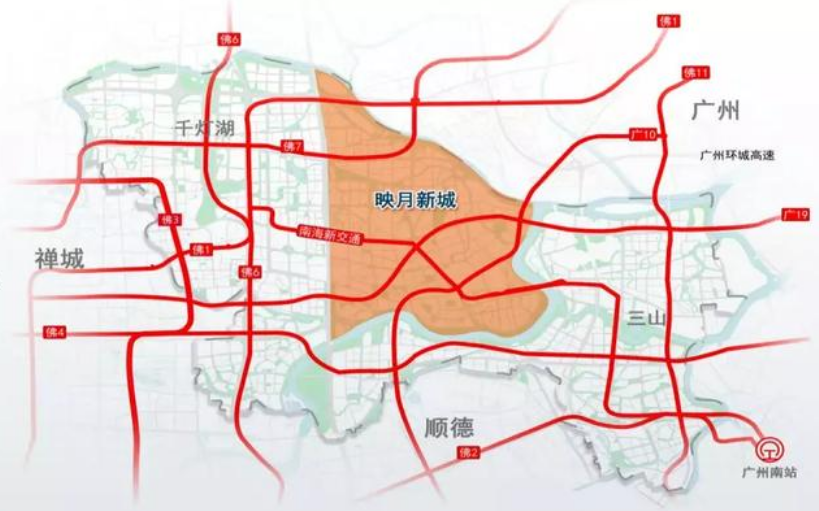 佛1
佛6
佛11
广州
广10
千灯湖
佛7
广州环城高速
映月新城
佛3
广19
南海新交通
佛1
禅城
佛6
三山
佛4
顺德
佛2
广州南站